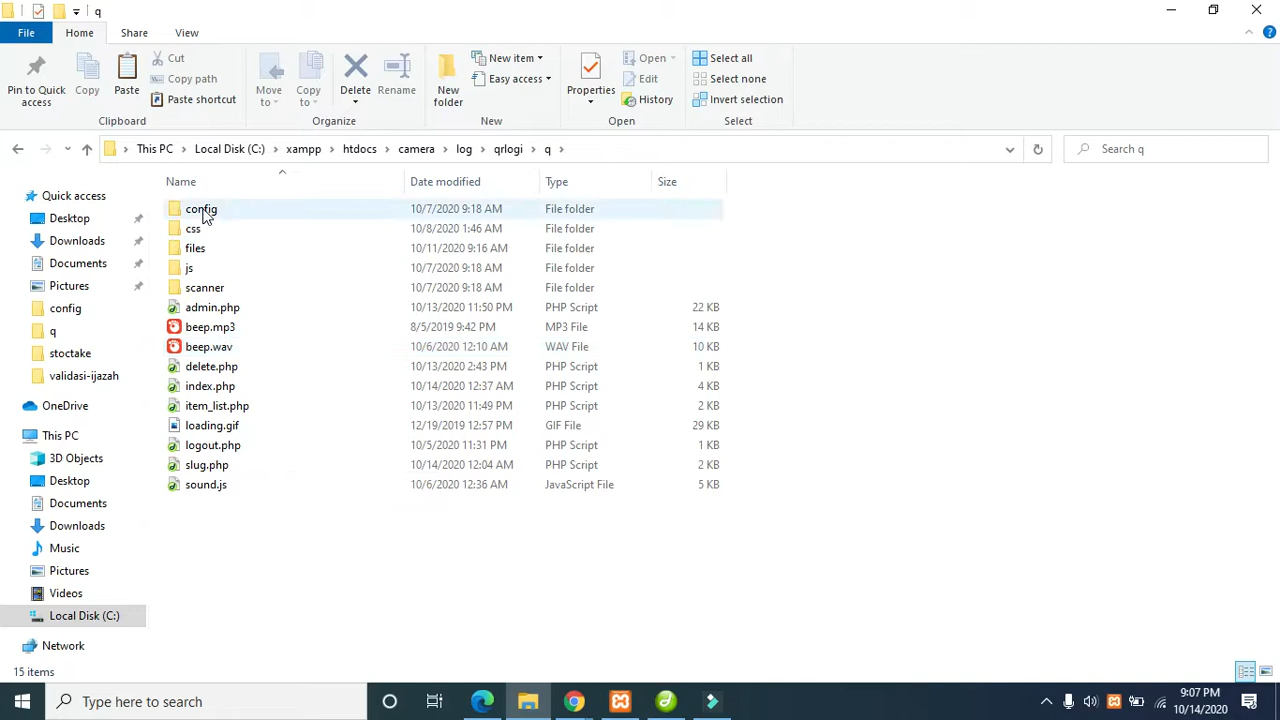 q
File Home Share View
Pin to Quick access
Copy
Paste
Cut
Copy path
Paste shortcut
Clipboard
Move to
Copy to
Delete
Rename
Organize
New folder
New item
Easy access
New
Properties
Open
Edit
History
Open
Select all
Select none
Invert selection
Select
This PC > Local Disk (C:) > xampp > htdocs > camera > log > qrlogi > q >
Search q
Name Date modified Type Size
config 10/7/2020 9:18 AM File folder
css 10/8/2020 1:46 AM File folder
files 10/11/2020 9:16 AM File folder
js 10/7/2020 9:18 AM File folder
scanner 10/7/2020 9:18 AM File folder
admin.php 10/13/2020 11:50 PM PHP Script 22 KB
beep.mp3 8/5/2019 9:42 PM MP3 File 14 KB
beep.wav 10/6/2020 12:10 AM WAV File 10 KB
delete.php 10/13/2020 2:43 PM PHP Script 1 KB
index.php 10/14/2020 12:37 AM PHP Script 4 KB
item_list.php 10/13/2020 11:49 PM PHP Script 2 KB
loading.gif 12/19/2019 12:57 PM GIF File 29 KB
logout.php 10/5/2020 11:31 PM PHP Script 1 KB
slug.php 10/14/2020 12:04 AM PHP Script 2 KB
sound.js 10/6/2020 12:36 AM JavaScript File 5 KB
Quick access
Desktop
Downloads
Documents
Pictures
config
q
stoctake
validasi-ijazah
OneDrive
This PC
3D Objects
Desktop
Documents
Downloads
Music
Pictures
Videos
Local Disk (C:)
Network
15 items
Type here to search
9:07 PM
10/14/2020